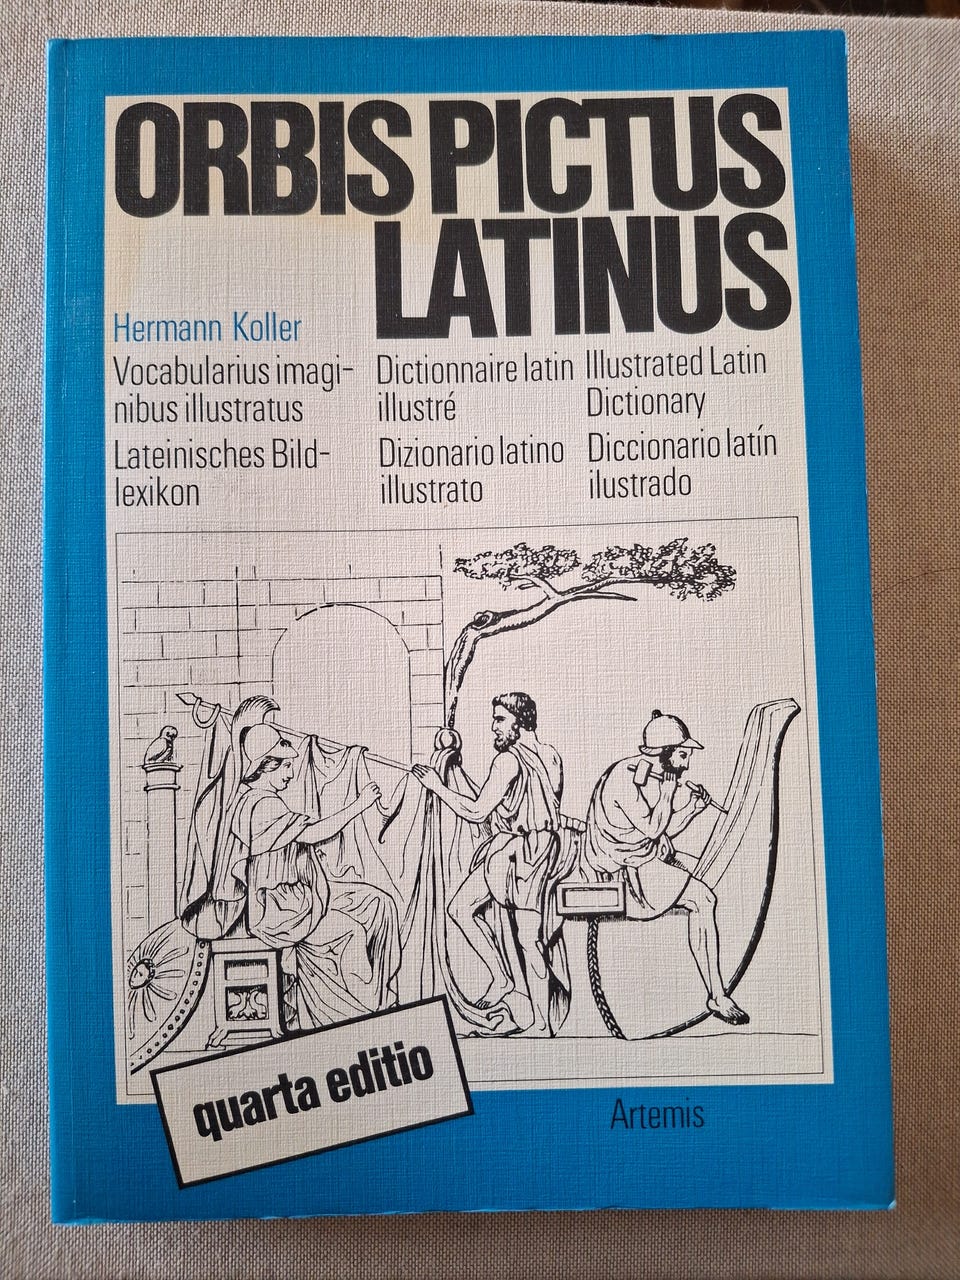 ORBIS PICTUS
LATINUS
Hermann Koller
Vocabularius imagi-
nibus illustratus
Lateinisches Bild-
lexikon
Dictionnaire latin
illustré
Dizionario latino
illustrato
Illustrated Latin
Dictionary
Diccionario latín
ilustrado
quarta editio
Artemis